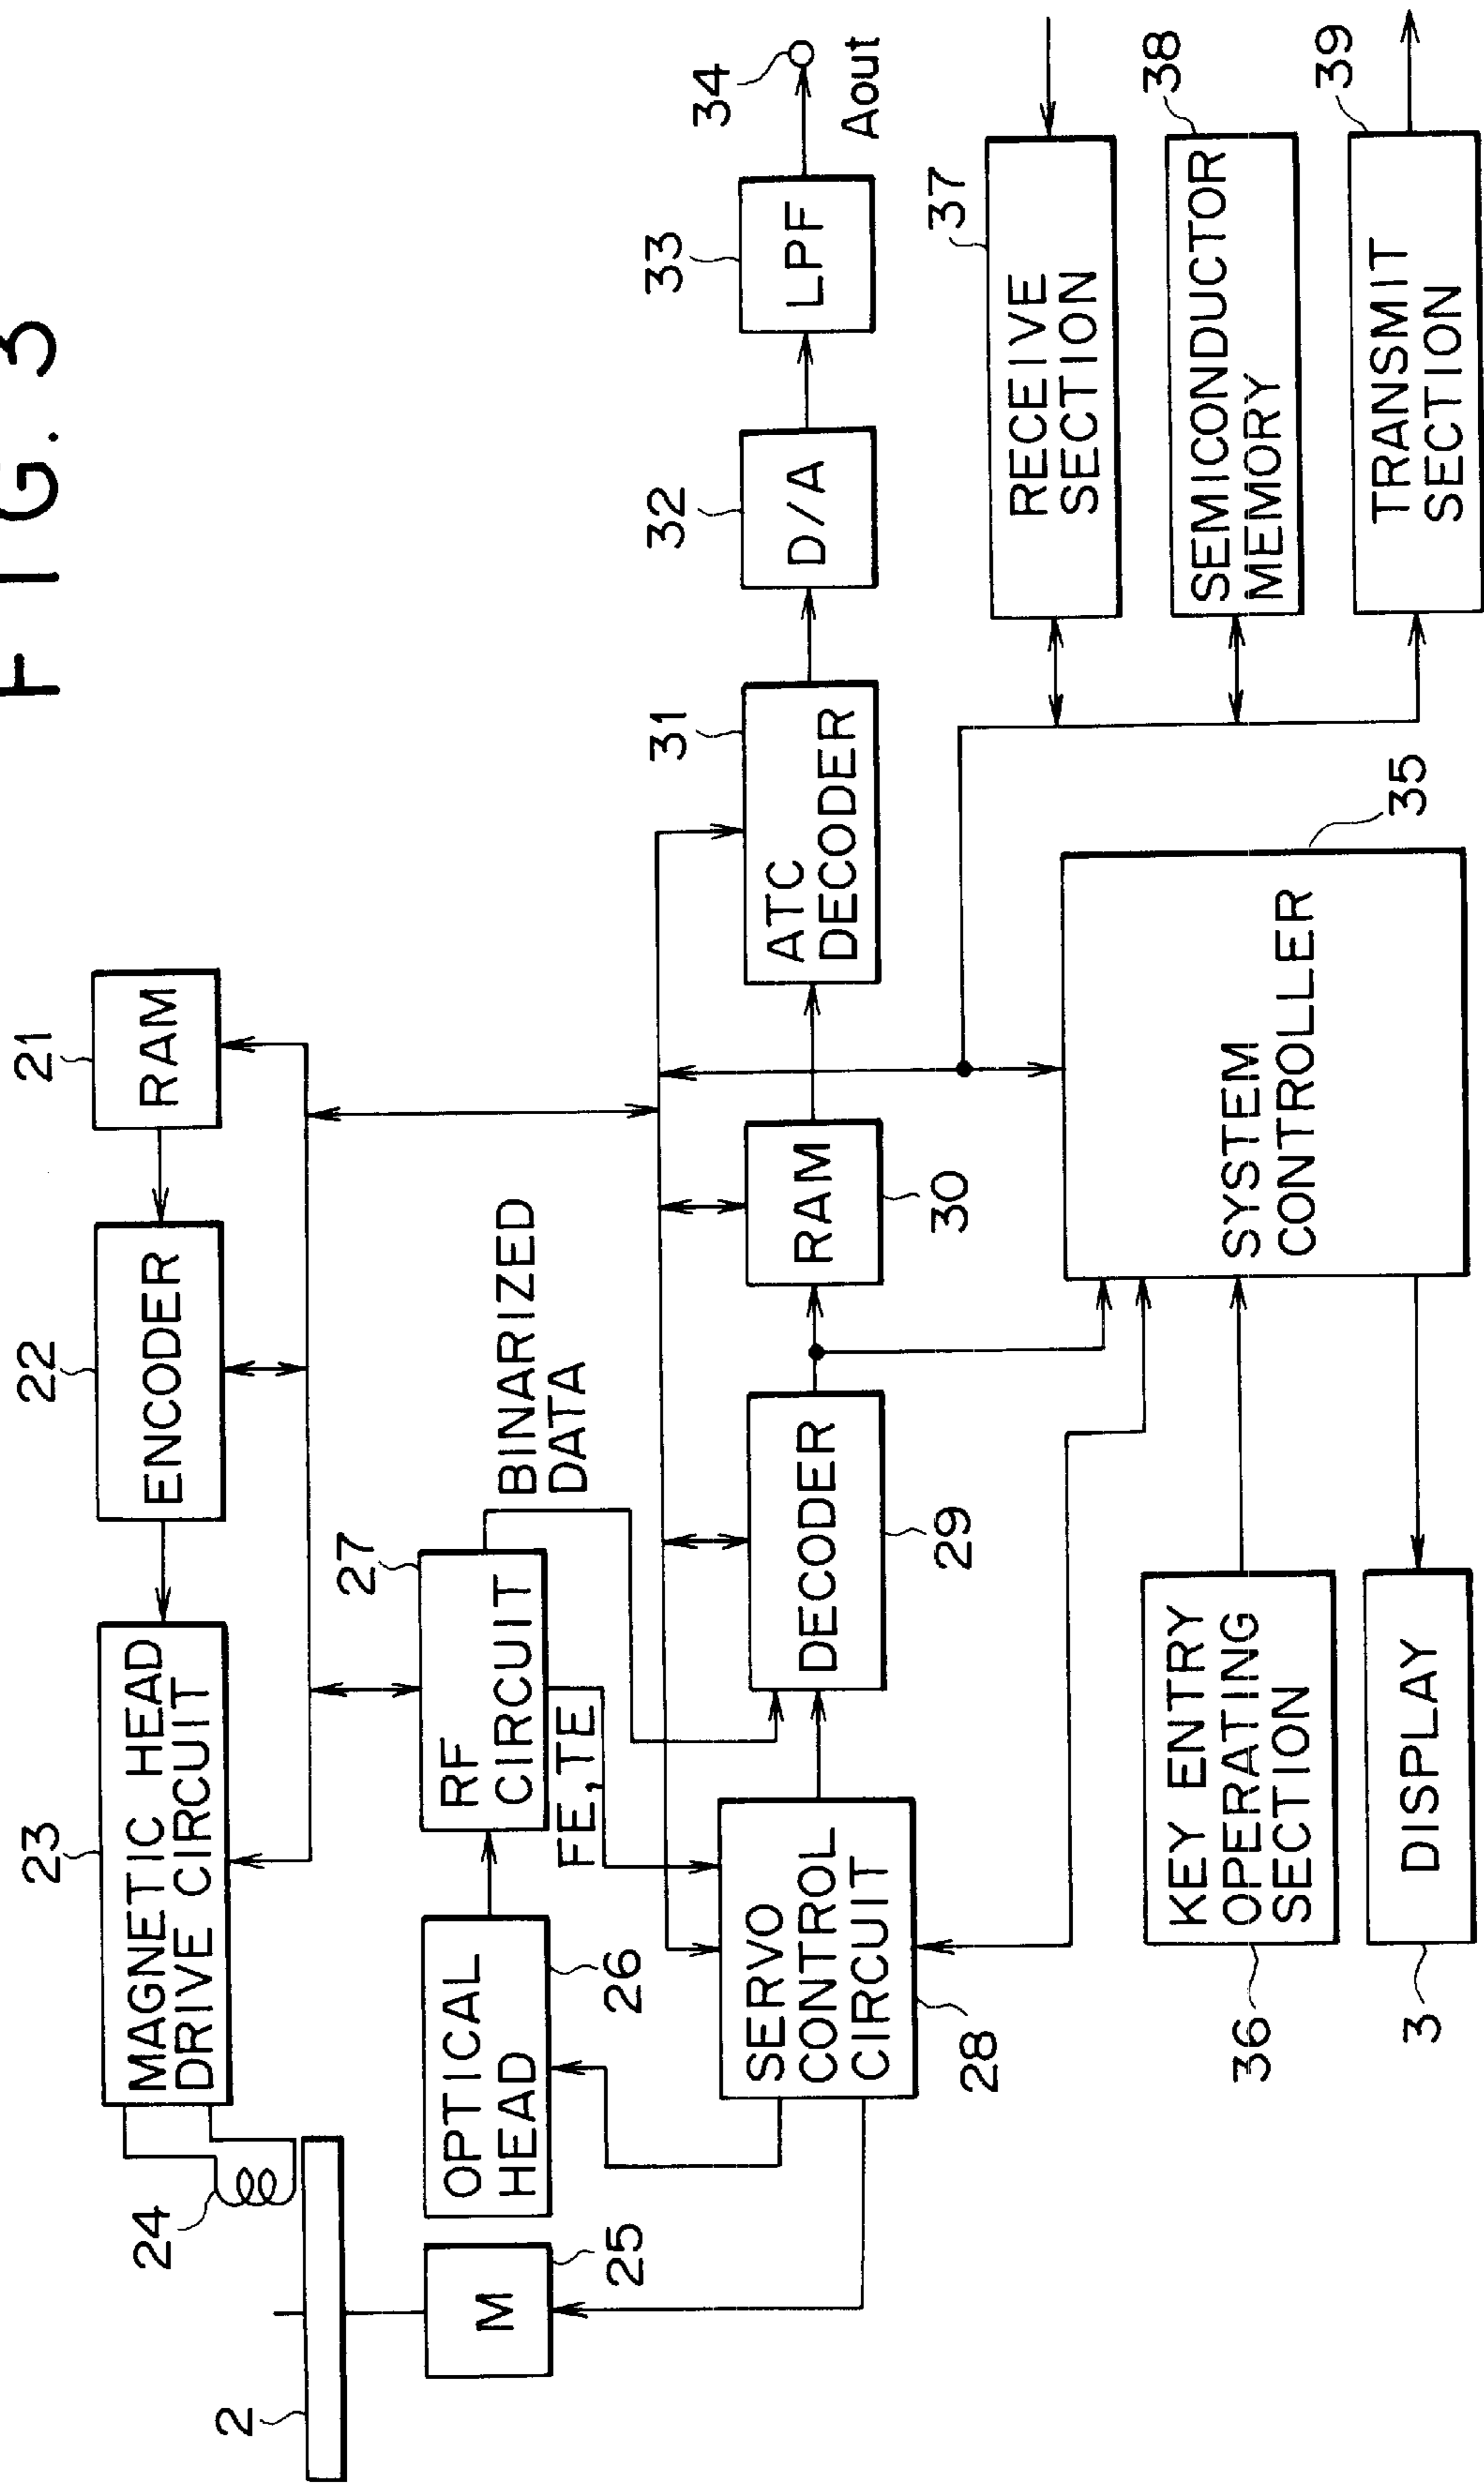 FIG. 3
21
RAM
22
ENCODER
23
MAGNETIC HEAD
DRIVE CIRCUIT
24
2
M
25
OPTICAL
HEAD
26
27
RF
CIRCUIT
FE,TE
BINARIZED
DATA
SERVO
CONTROL
CIRCUIT
28
DECODER
29
RAM
30
31
ATC
DECODER
32
D/A
33
LPF
34
Aout
37
RECEIVE
SECTION
38
SEMICONDUCTOR
MEMORY
39
TRANSMIT
SECTION
35
SYSTEM
CONTROLLER
KEY ENTRY
OPERATING
SECTION
36
DISPLAY
3